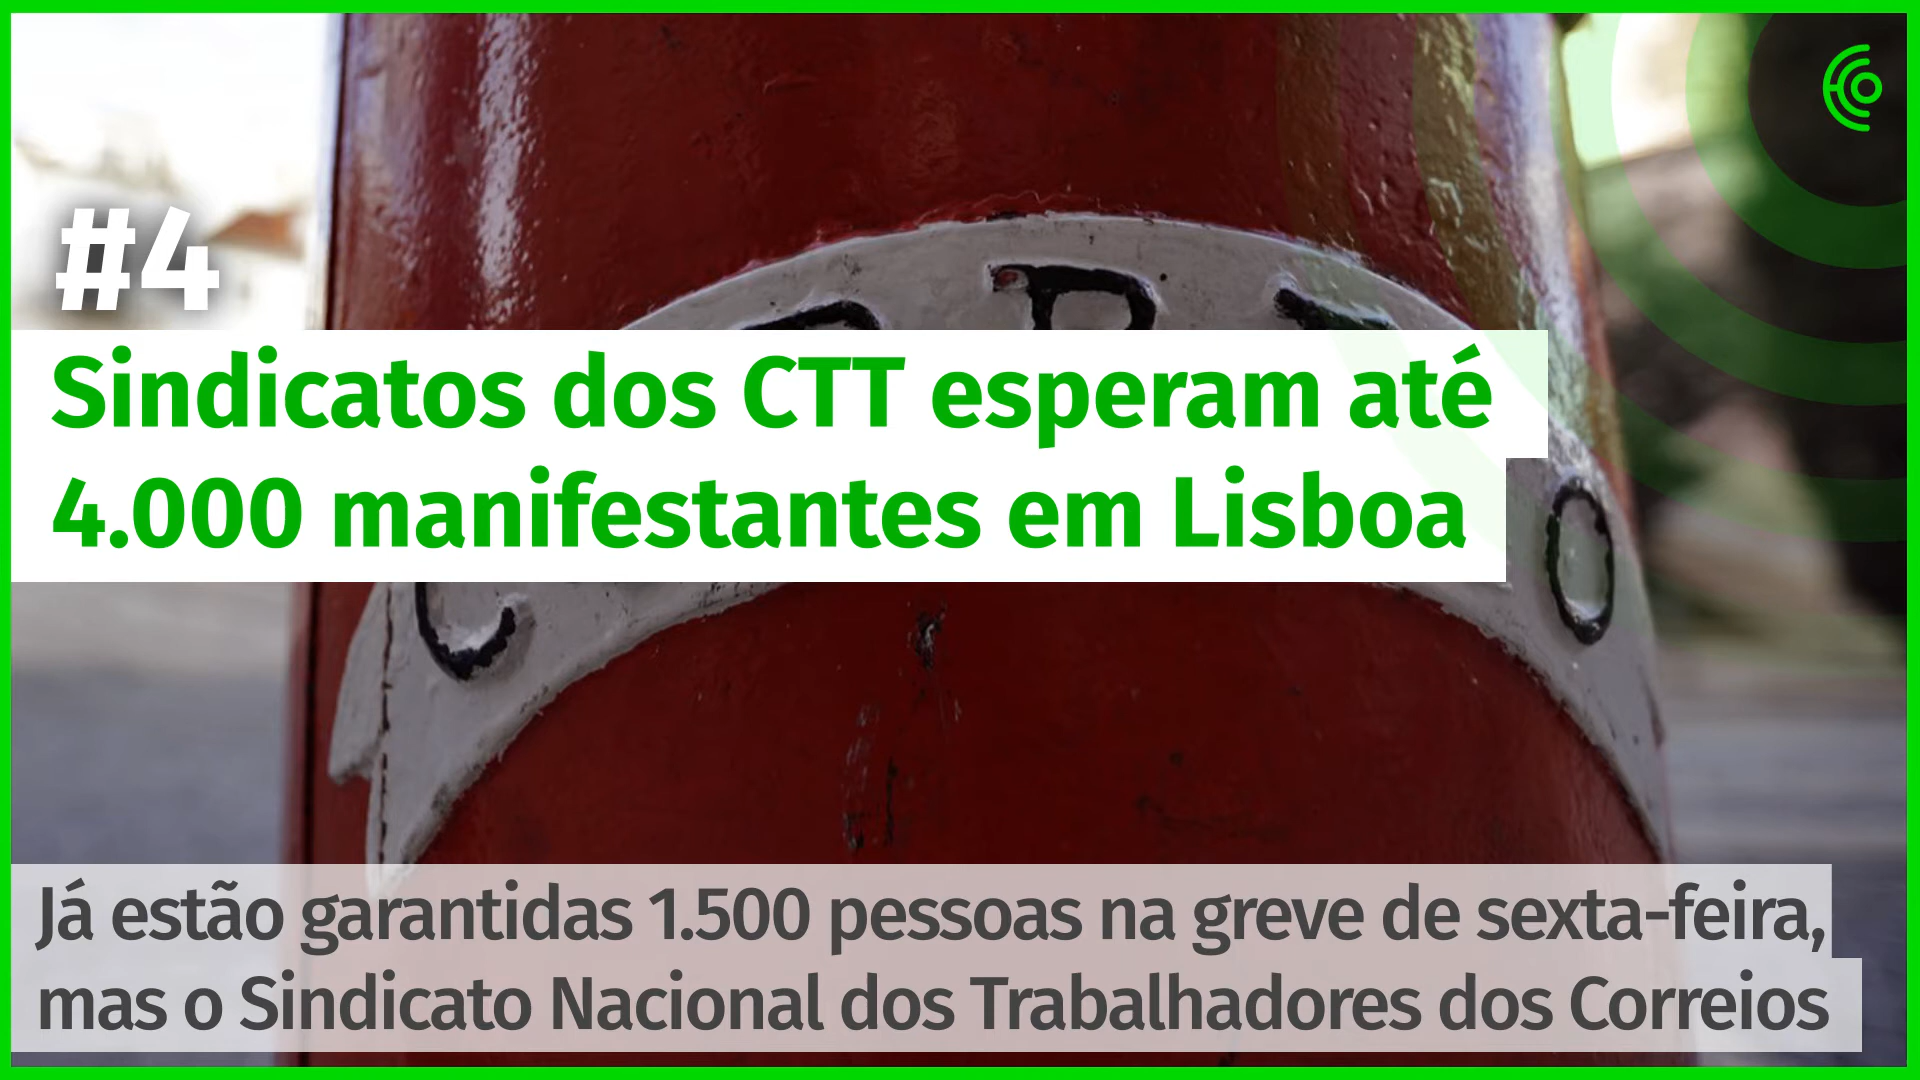 #4
Sindicatos dos CTT esperam até
4.000 manifestantes em Lisboa
Já estão garantidas 1.500 pessoas na greve de sexta-feira,
mas o Sindicato Nacional dos Trabalhadores dos Correios